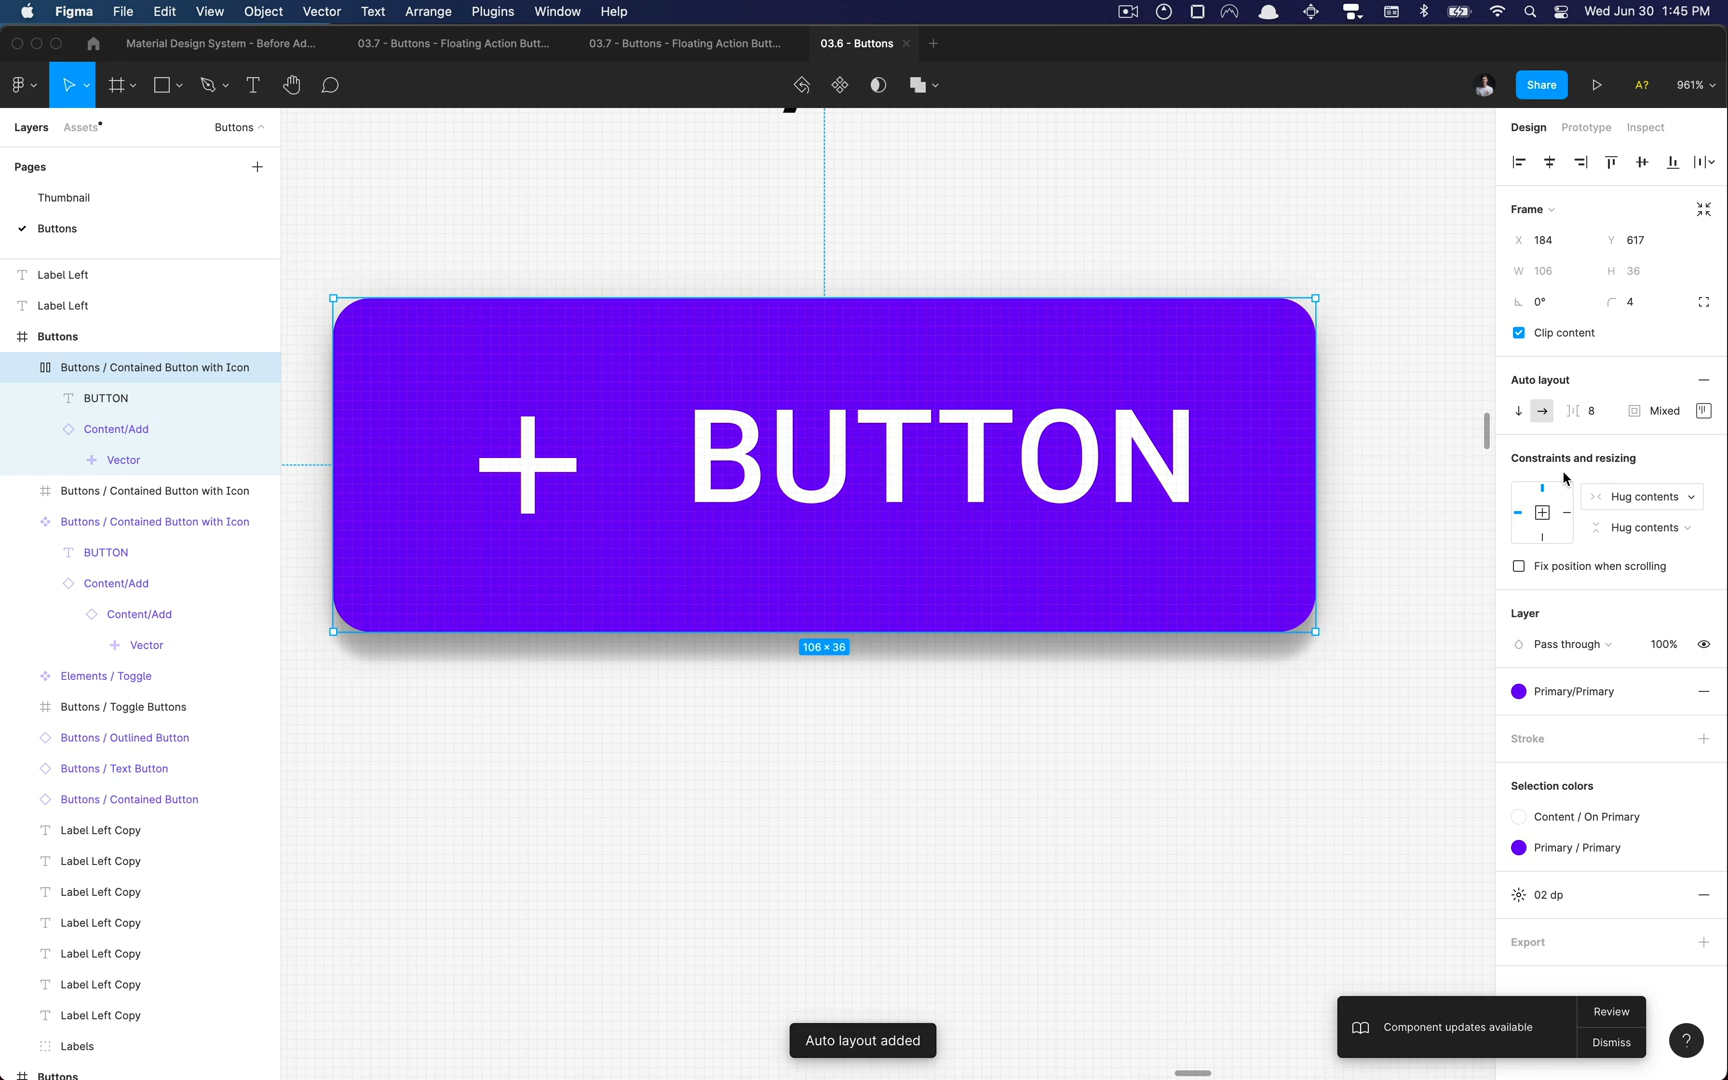 Figma File Edit View Object Vector Text Arrange Plugins Window Help Wed Jun 30 1:45 PM
Material Design System - Before Ad... 03.7 - Buttons - Floating Action Butt... 03.7 - Buttons - Floating Action Butt... 03.6 - Buttons
Share A? 961%
Layers Assets Buttons
Pages
Thumbnail
Buttons
Label Left
Label Left
Buttons
Buttons / Contained Button with Icon
BUTTON
Content/Add
Vector
Buttons / Contained Button with Icon
Buttons / Contained Button with Icon
BUTTON
Content/Add
Content/Add
Vector
Elements / Toggle
Buttons / Toggle Buttons
Buttons / Outlined Button
Buttons / Text Button
Buttons / Contained Button
Label Left Copy
Label Left Copy
Label Left Copy
Label Left Copy
Label Left Copy
Label Left Copy
Label Left Copy
Labels
Buttons
BUTTON
106 × 36
Auto layout added
Design Prototype Inspect
Frame
X 184 Y 617
W 106 H 36
0° 4
Clip content
Auto layout
8 Mixed
Constraints and resizing
Hug contents
Hug contents
Fix position when scrolling
Layer
Pass through 100%
Primary/Primary
Stroke
Selection colors
Content / On Primary
Primary / Primary
02 dp
Export
Component updates available
Review
Dismiss
?